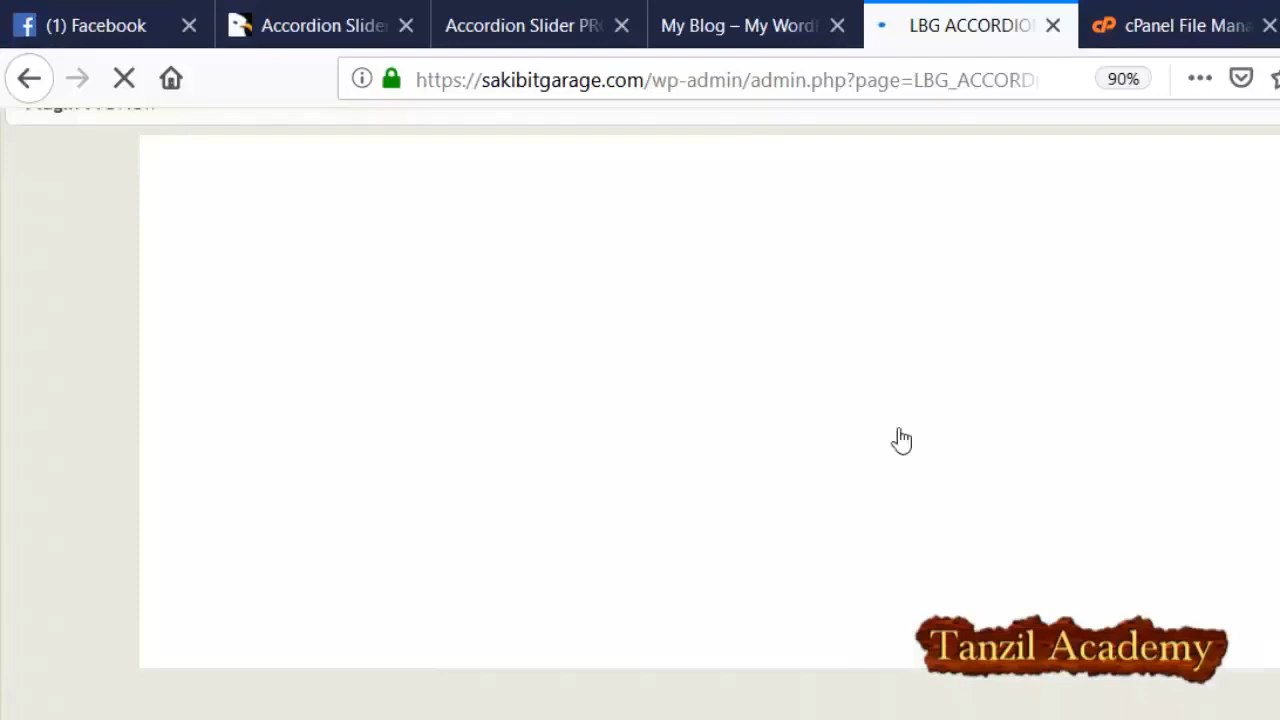 (1) Facebook
Accordion Slide
Accordion Slider PR
My Blog – My Word
LBG ACCORDIO
cPanel File Mana
https://sakibitgarage.com/wp-admin/admin.php?page=LBG_ACCORD
90%
Tanzil Academy